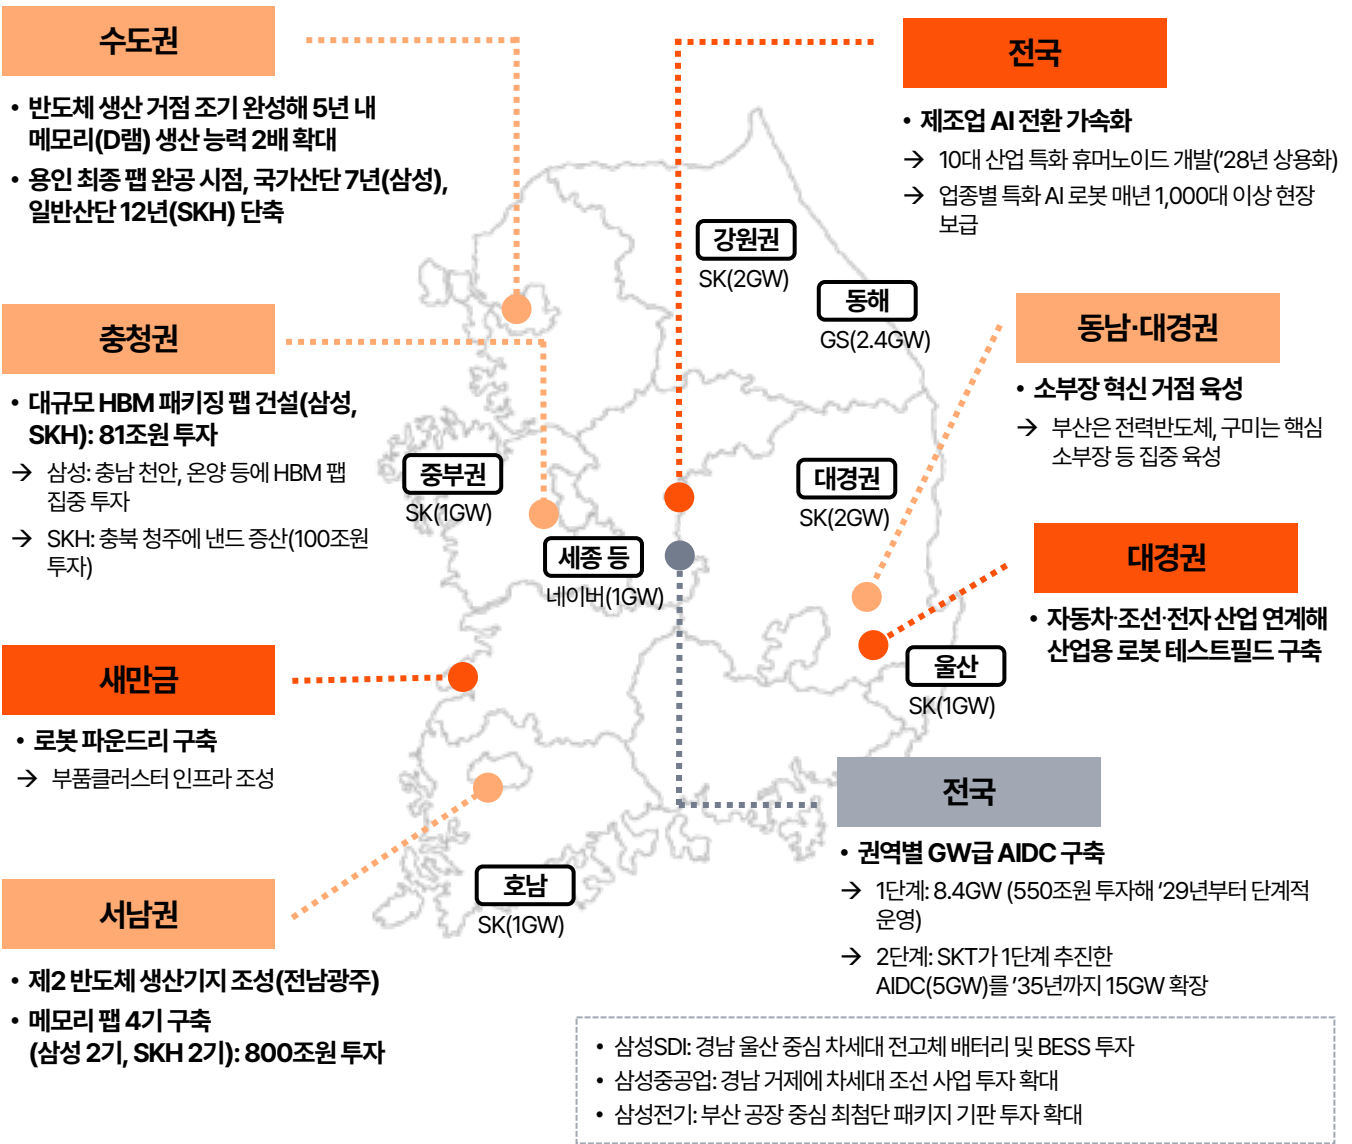 수도권
• 반도체 생산 거점 조기 완성해 5년 내
메모리(D램) 생산 능력 2배 확대
• 용인 최종 팹 완공 시점, 국가산단 7년(삼성),
일반산단 12년(SKH) 단축
충청권
• 대규모 HBM 패키징 팹 건설(삼성,
SKH): 81조원 투자
→ 삼성: 충남 천안, 온양 등에 HBM 팹
집중 투자
→ SKH: 충북 청주에 낸드 증산(100조원
투자)
새만금
• 로봇 파운드리 구축
→ 부품클러스터 인프라 조성
서남권
• 제2 반도체 생산기지 조성(전남광주)
• 메모리 팹 4기 구축
(삼성 2기, SKH 2기): 800조원 투자
강원권
SK(2GW)
동해
GS(2.4GW)
중부권
SK(1GW)
세종 등
네이버(1GW)
대경권
SK(2GW)
울산
SK(1GW)
호남
SK(1GW)
전국
• 제조업 AI 전환 가속화
→ 10대 산업 특화 휴머노이드 개발('28년 상용화)
→ 업종별 특화 AI 로봇 매년 1,000대 이상 현장
보급
동남·대경권
• 소부장 혁신 거점 육성
→ 부산은 전력반도체, 구미는 핵심
소부장 등 집중 육성
대경권
• 자동차·조선·전자 산업 연계해
산업용 로봇 테스트필드 구축
전국
• 권역별 GW급 AIDC 구축
→ 1단계: 8.4GW (550조원 투자해 '29년부터 단계적
운영)
→ 2단계: SKT가 1단계 추진한
AIDC(5GW)를 '35년까지 15GW 확장
• 삼성SDI: 경남 울산 중심 차세대 전고체 배터리 및 BESS 투자
• 삼성중공업: 경남 거제에 차세대 조선 사업 투자 확대
• 삼성전기: 부산 공장 중심 최첨단 패키지 기판 투자 확대